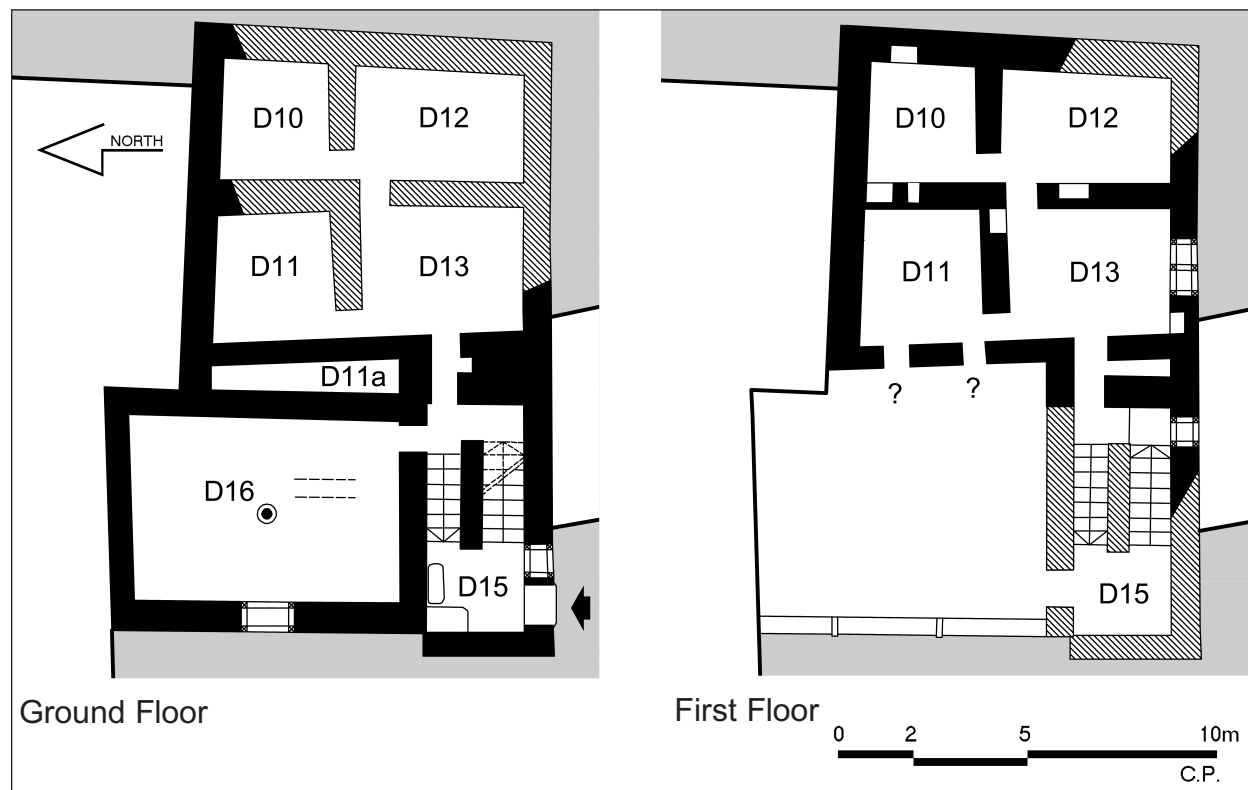 D10
D12
NORTH
D11
D13
D11a
D16
D15
Ground Floor
D10
D12
D11
D13
?
?
D15
First Floor
0 2 5 10m
C.P.